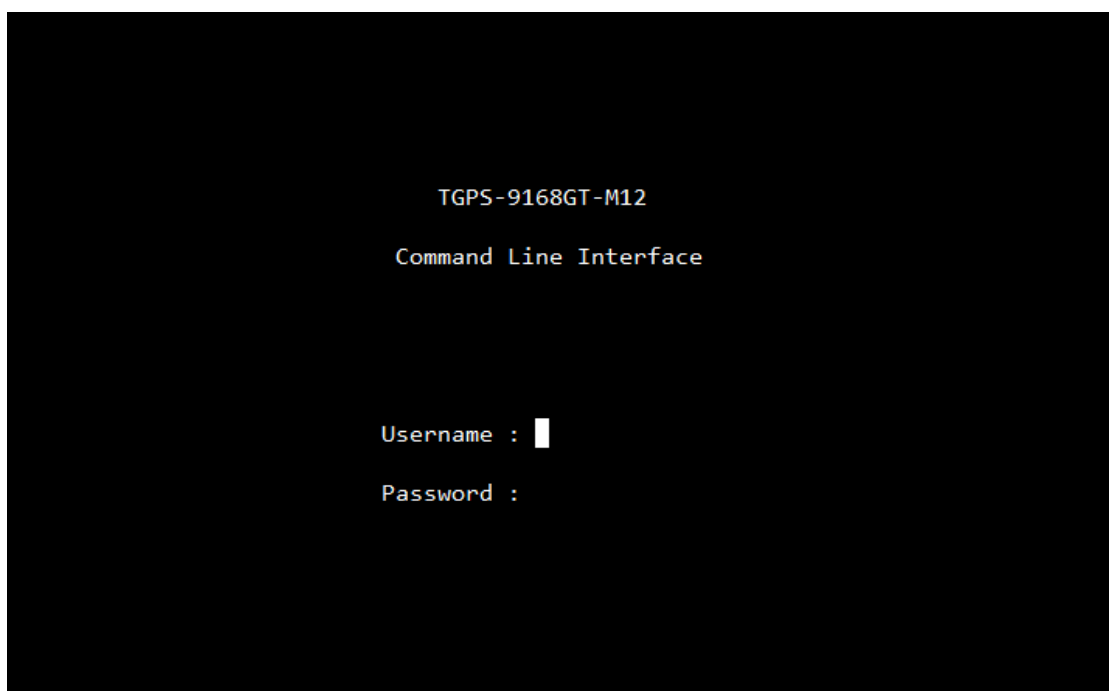 TGPS-9168GT-M12
Command Line Interface
Username :
Password :